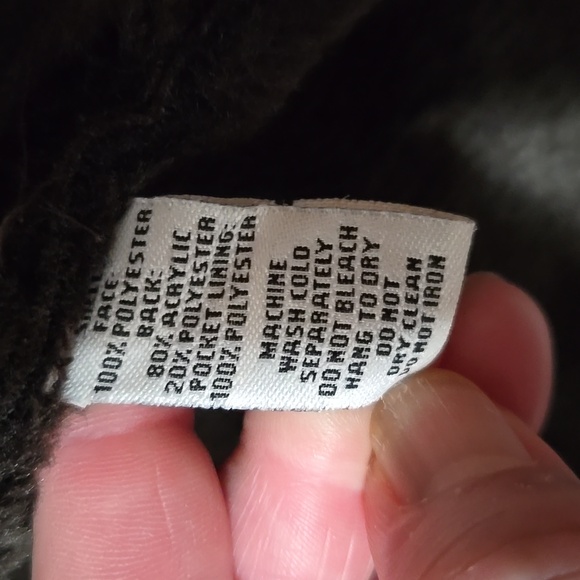 FACE:
100% POLYESTER
BACK:
80% ACRYLIC
20% POLYESTER
POCKET LINING:
100% POLYESTER
MACHINE
WASH COLD
SEPARATELY
DO NOT BLEACH
HANG TO DRY
DO NOT
DRY CLEAN
DO NOT IRON